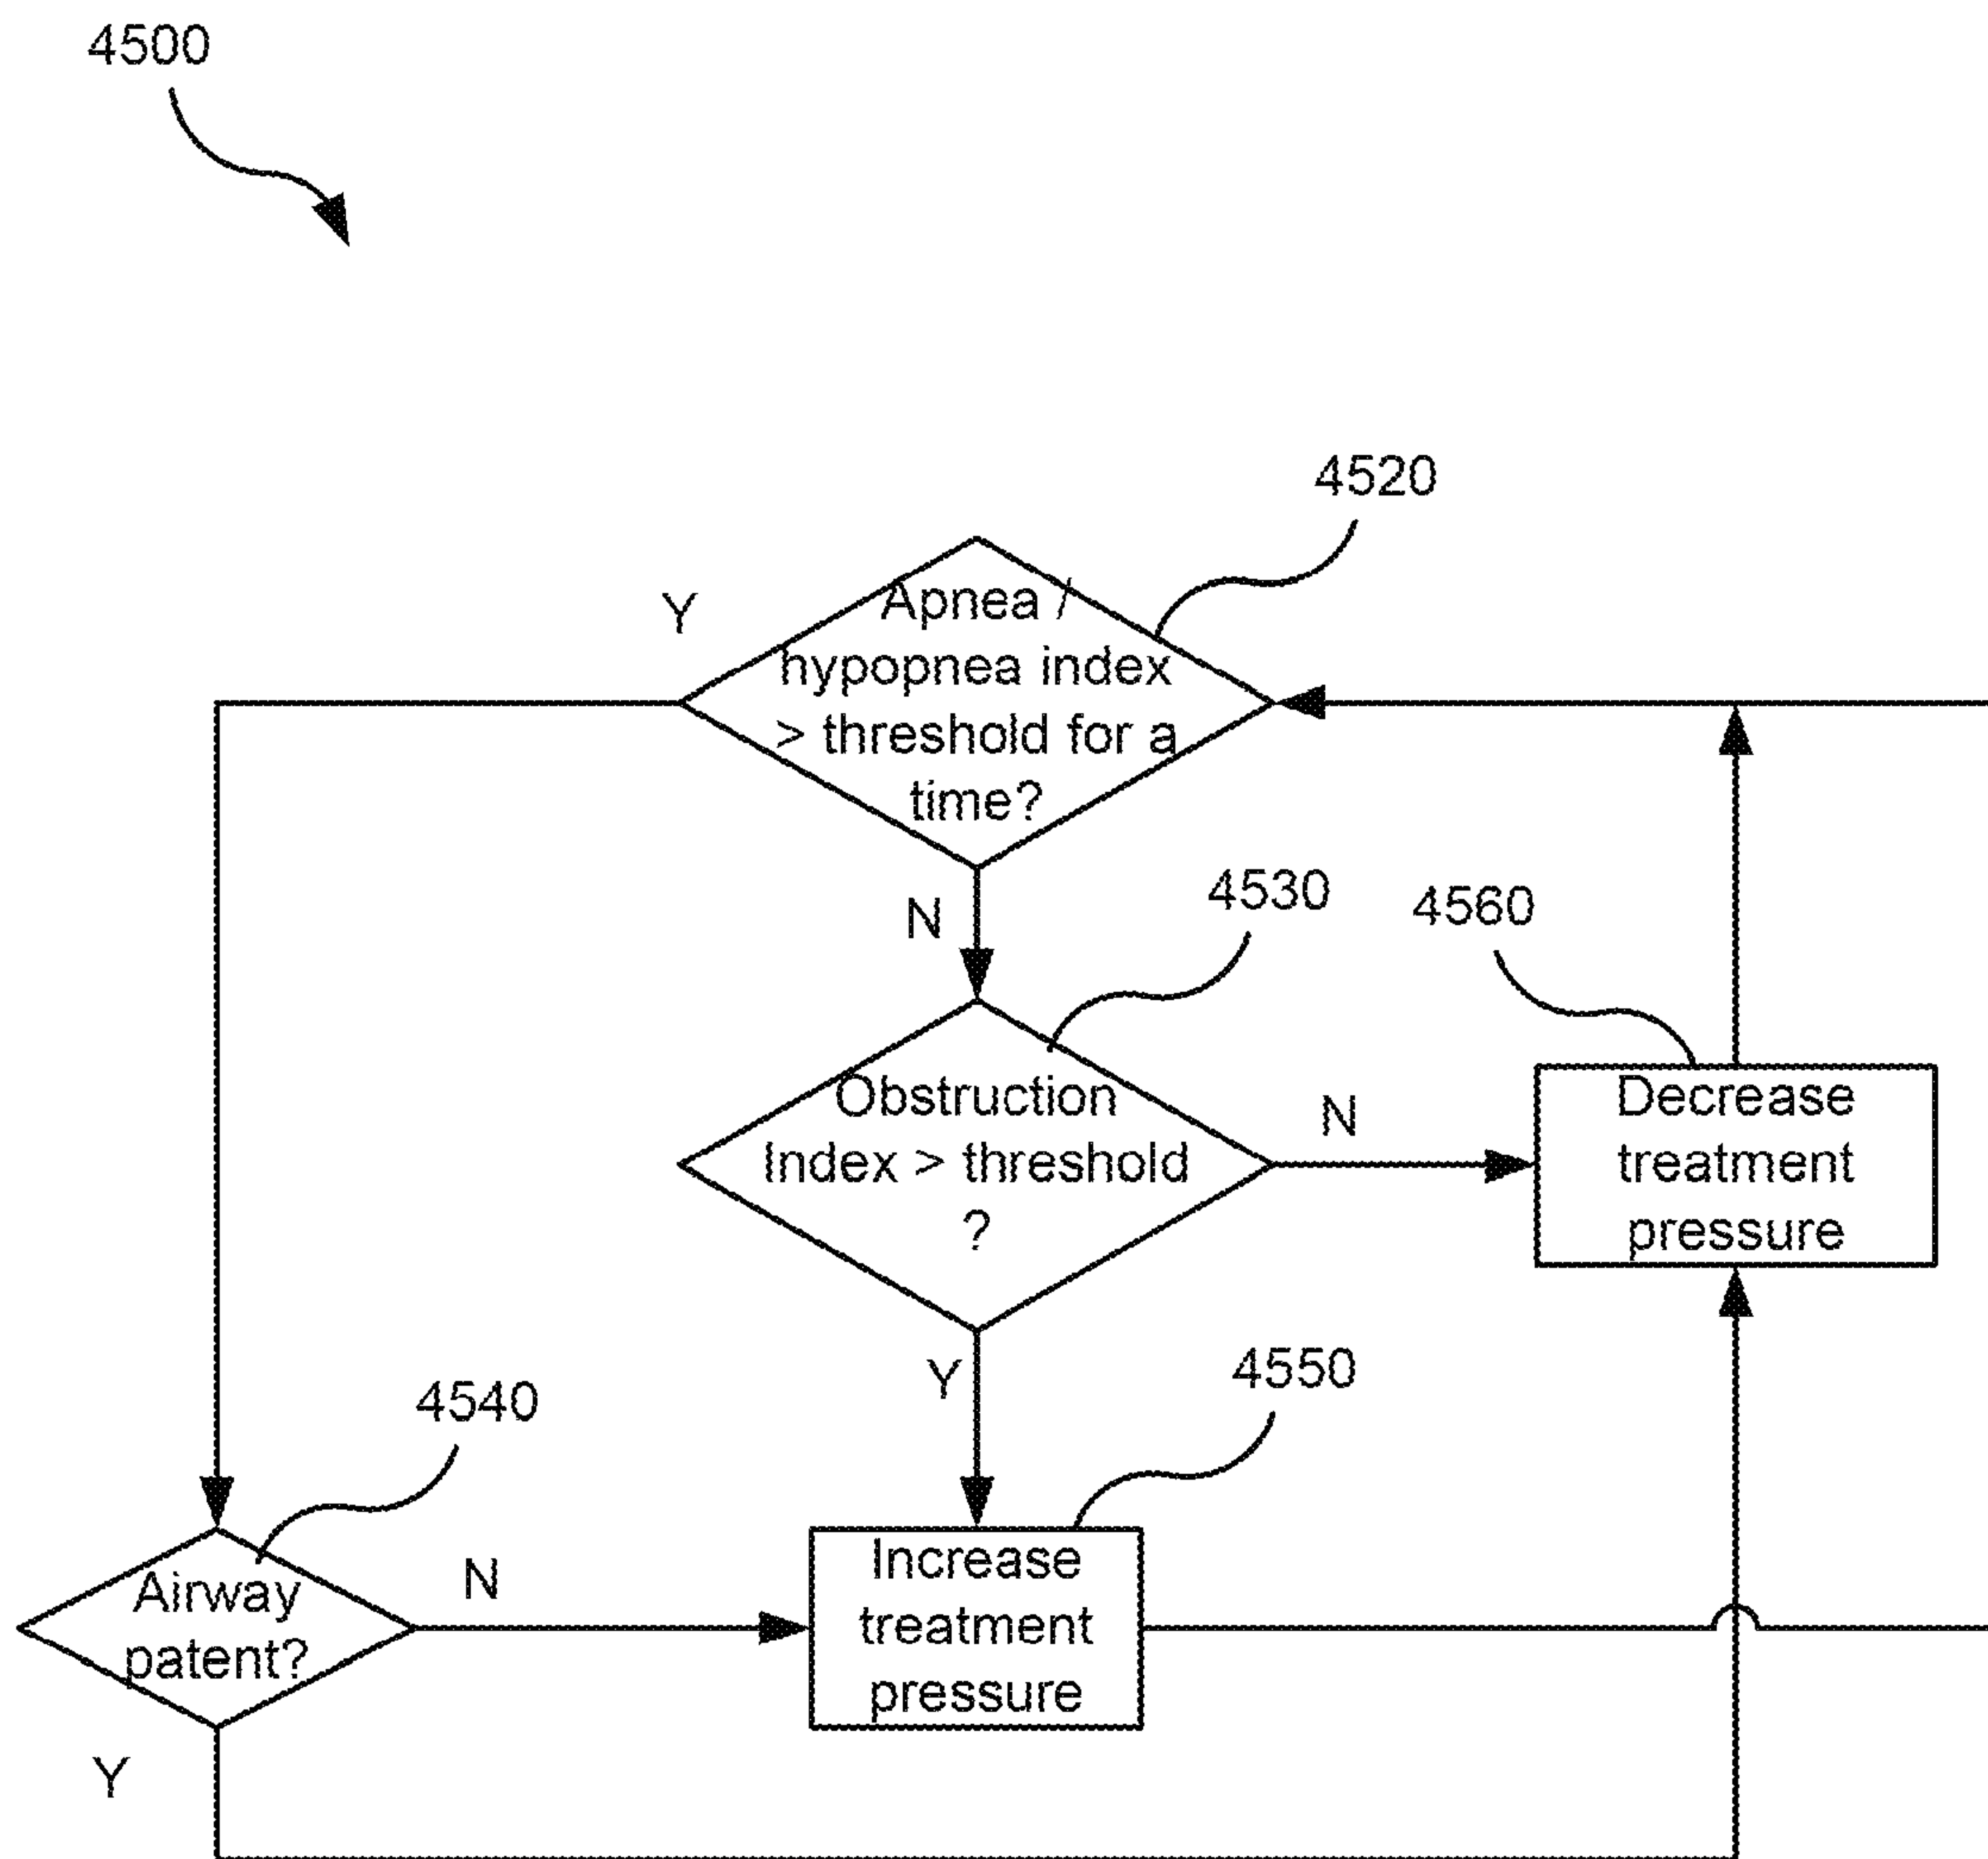 4500
4520
Y
Apnea /
hypopnea index
> threshold for a
time?
N
4530
4560
Obstruction
Index > threshold
?
N
Decrease
treatment
pressure
Y
4550
4540
Airway
patent?
N
Increase
treatment
pressure
Y